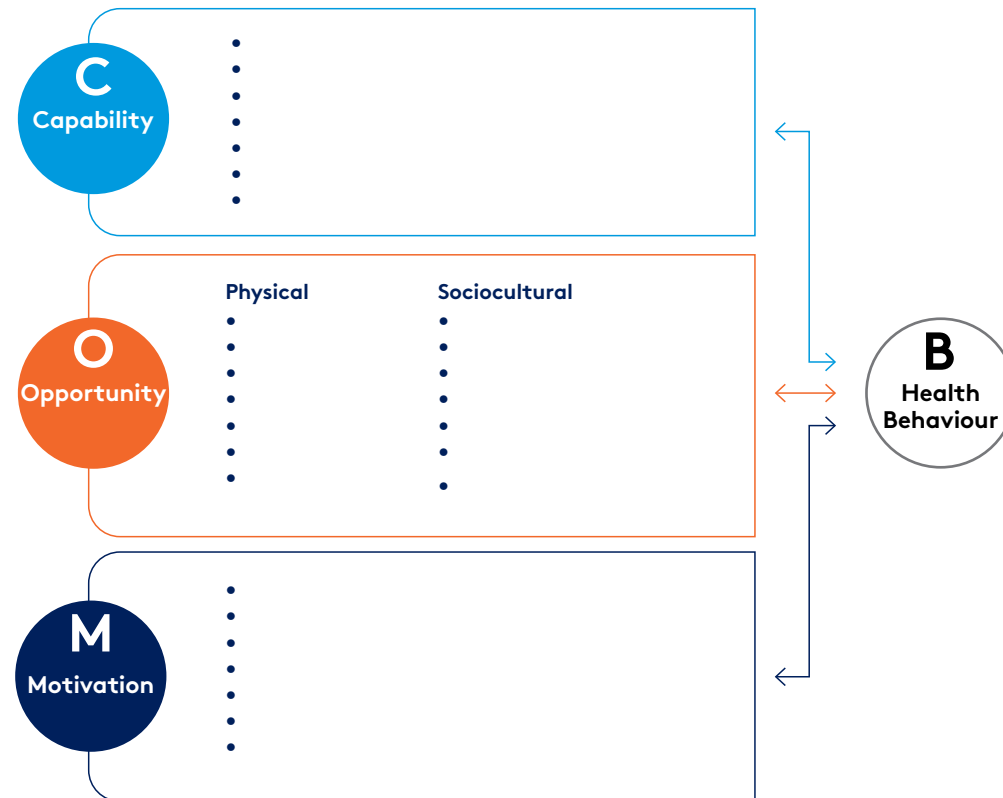 C
Capability
Physical
Sociocultural
O
Opportunity
B
Health
Behaviour
M
Motivation